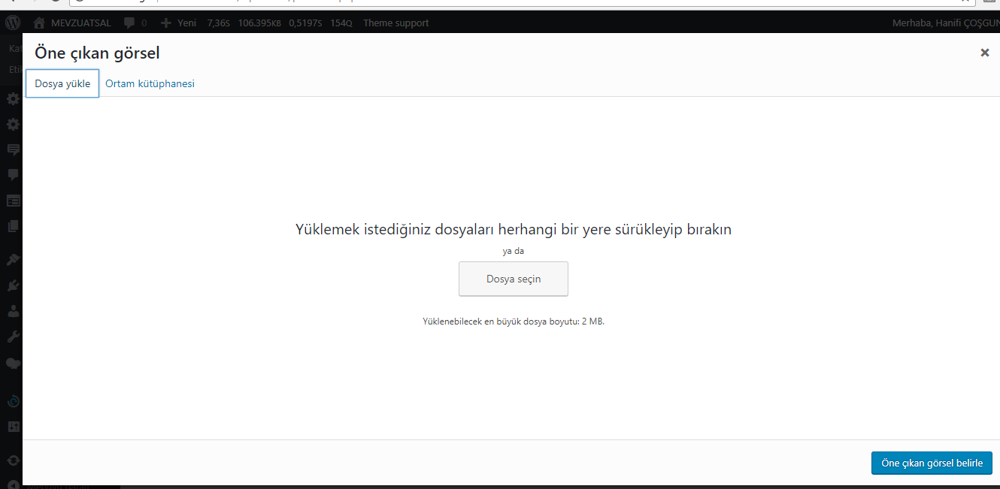 MEVZUATSAL 0 Yeni 7,36S 106.395KB 0,5197S 154Q Theme support Merhaba, Hanifi ÇOŞGUN
Kat
Etik
Öne çıkan görsel
Dosya yükle Ortam kütüphanesi
Yüklemek istediğiniz dosyaları herhangi bir yere sürükleyip bırakın
ya da
Dosya seçin
Yüklenebilecek en büyük dosya boyutu: 2 MB.
Öne çıkan görsel belirle